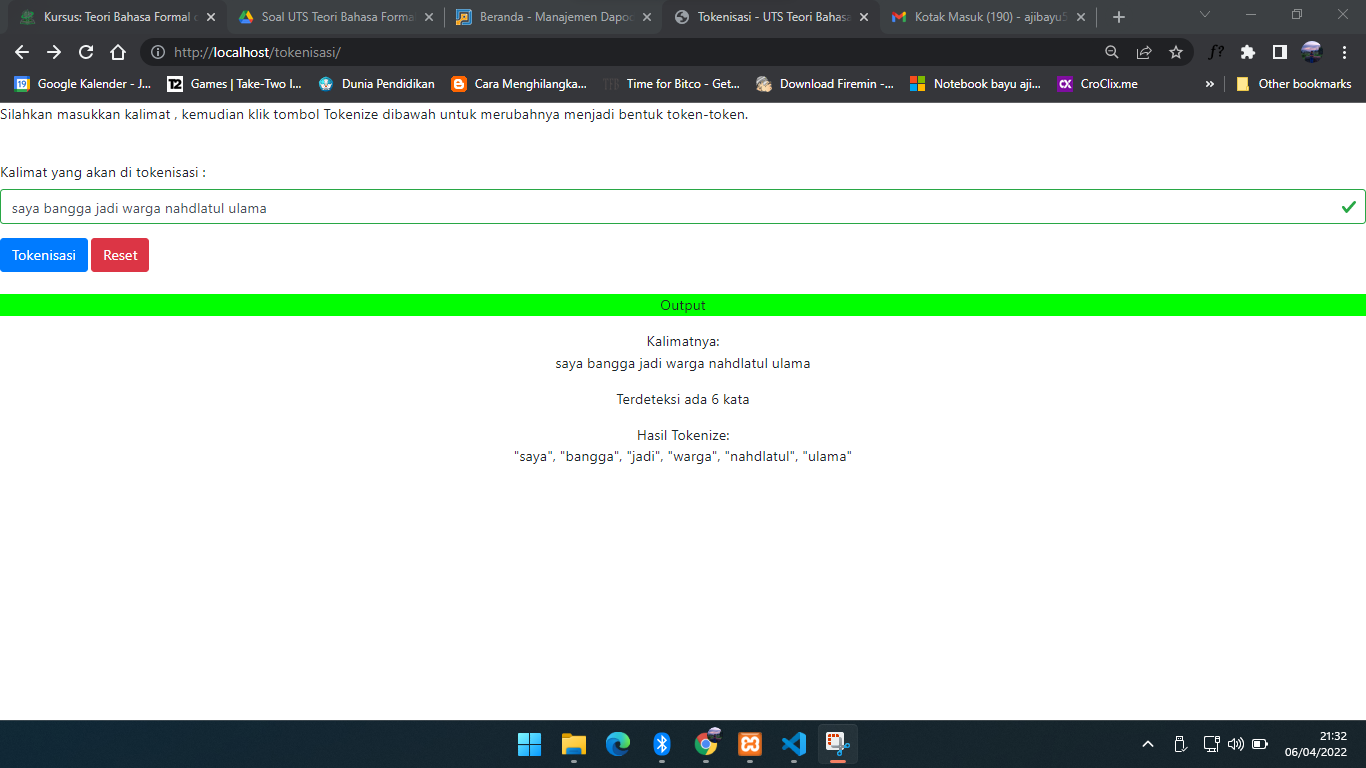 Kursus: Teori Bahasa Formal
Soal UTS Teori Bahasa Forma
Beranda - Manajemen Dapod
Tokenisasi - UTS Teori Bahasa
Kotak Masuk (190) - ajibayu5
http://localhost/tokenisasi/
f?
19 Google Kalender - J...
T2 Games | Take-Two I...
Dunia Pendidikan
Cara Menghilangka...
Time for Bitco - Get...
Download Firemin -...
Notebook bayu aji...
CX CroClix.me
» Other bookmarks
Silahkan masukkan kalimat , kemudian klik tombol Tokenize dibawah untuk merubahnya menjadi bentuk token-token.
Kalimat yang akan di tokenisasi :
saya bangga jadi warga nahdlatul ulama
Tokenisasi Reset
Output
Kalimatnya:
saya bangga jadi warga nahdlatul ulama
Terdeteksi ada 6 kata
Hasil Tokenize:
"saya", "bangga", "jadi", "warga", "nahdlatul", "ulama"
21:32
06/04/2022